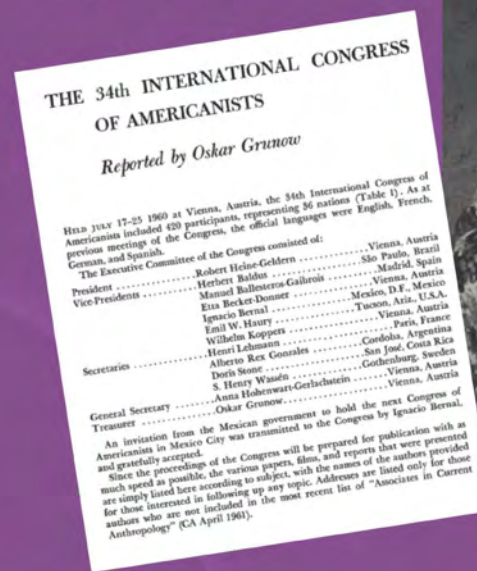 THE 34th INTERNATIONAL CONGRESS
OF AMERICANISTS
Reported by Oskar Grunow
HELD JULY 17–25 1960 at Vienna, Austria, the 34th International Congress of
Americanists included 420 participants, representing 36 nations (Table 1). As at
previous meetings of the Congress, the official languages were English, French,
German, and Spanish.
The Executive Committee of the Congress consisted of:
President ............Robert Heine-Geldern ............Vienna, Austria
Vice-Presidents ..........Herbert Baldus ..................São Paulo, Brazil
Manuel Ballesteros-Gaibrois ..........Madrid, Spain
Etta Becker-Donner ................Vienna, Austria
Ignacio Bernal ................Mexico, D.F., Mexico
Emil W. Haury ................Tucson, Ariz., U.S.A.
Wilhelm Koppers ..................Vienna, Austria
Secretaries ..............Henri Lehmann ....................Paris, France
Alberto Rex Gonzales ............Cordoba, Argentina
Doris Stone ..................San José, Costa Rica
S. Henry Wassén ..............Gothenburg, Sweden
General Secretary ........Anna Hohenwart-Gerlachstein ......Vienna, Austria
Treasurer ..............Oskar Grunow..................Vienna, Austria
An invitation from the Mexican government to hold the next Congress of
Americanists in Mexico City was transmitted to the Congress by Ignacio Bernal,
and gratefully accepted.
Since the proceedings of the Congress will be prepared for publication with as
much speed as possible, the various papers, films, and reports that were presented
are simply listed here according to subject, with the names of the authors provided
for those interested in following up any topic. Addresses are listed only for those
authors who are not included in the most recent list of "Associates in Current
Anthropology" (CA April 1961).